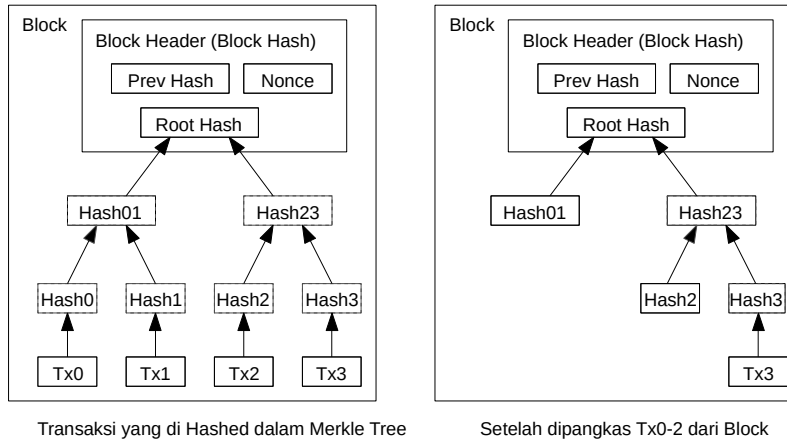 Block
Block Header (Block Hash)
Prev Hash
Nonce
Root Hash
Hash01
Hash23
Hash0
Hash1
Hash2
Hash3
Tx0
Tx1
Tx2
Tx3
Transaksi yang di Hashed dalam Merkle Tree
Block
Block Header (Block Hash)
Prev Hash
Nonce
Root Hash
Hash01
Hash23
Hash2
Hash3
Tx3
Setelah dipangkas Tx0-2 dari Block